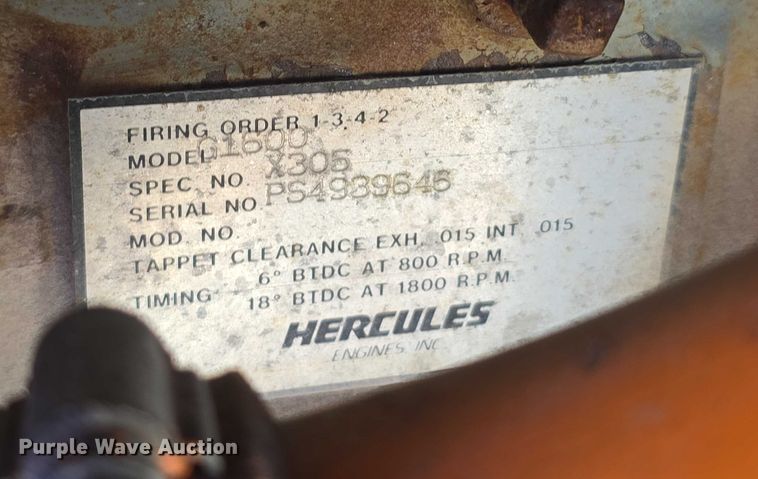 FIRING ORDER 1-3-4-2
MODEL G1600
SPEC. NO. X305
SERIAL NO PS4939646
MOD. NO.
TAPPET CLEARANCE EXH. .015 INT. .015
TIMING 6° BTDC AT 800 R.P.M.
18° BTDC AT 1800 R.P.M.
HERCULES
ENGINES, INC.
Purple Wave Auction